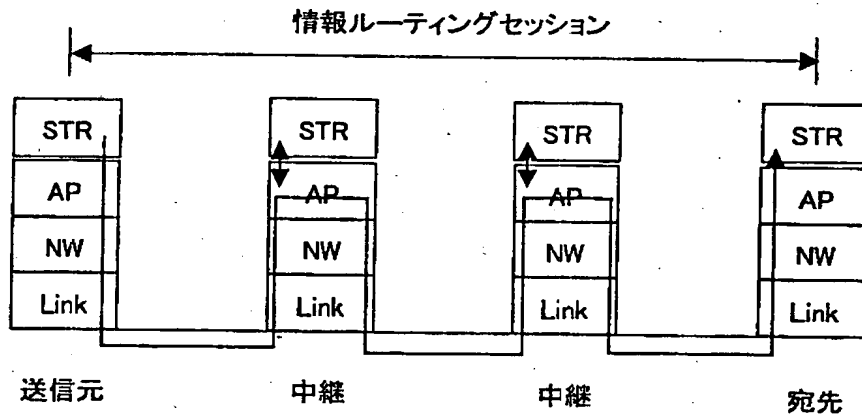 情報ルーティングセッション
STR STR STR STR
AP AP AP AP
NW NW NW NW
Link Link Link Link
送信元 中継 中継 宛先